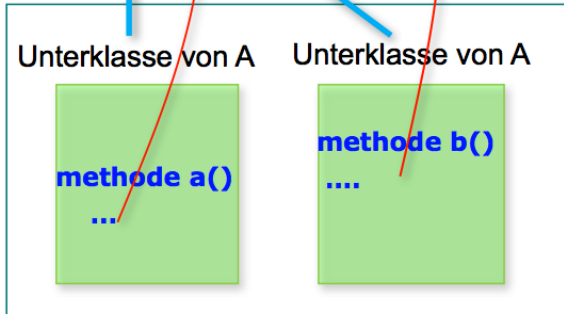 Unterklasse von A
Unterklasse von A
methode a()
...
methode b()
....